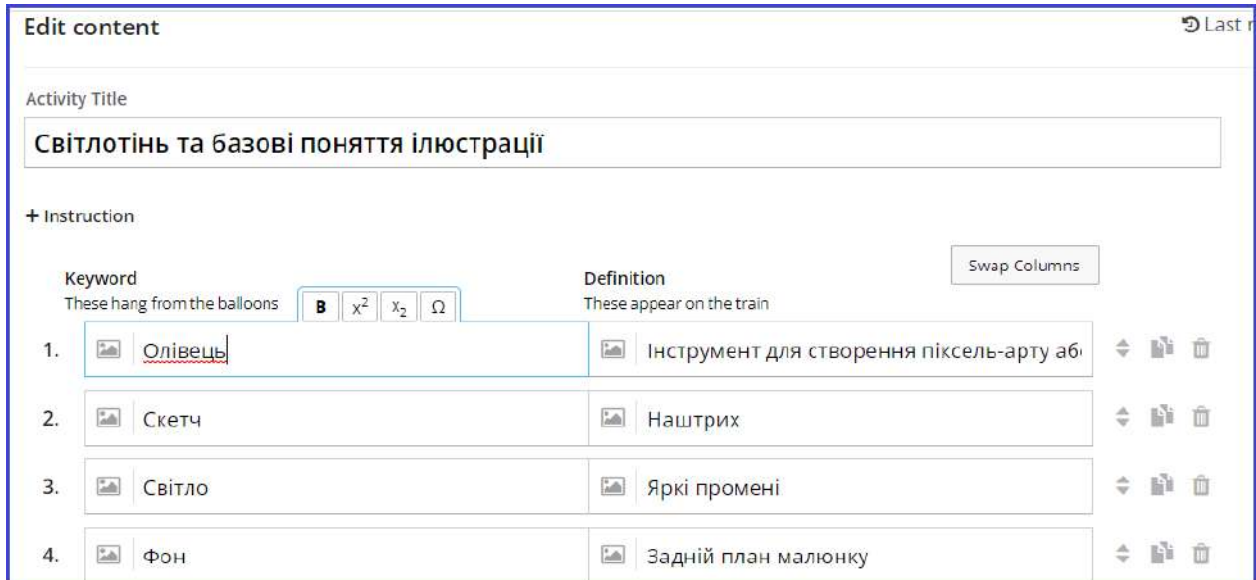 Edit content
Last
Activity Title
Світлотінь та базові поняття ілюстрації
+ Instruction
Swap Columns
Keyword
Definition
These hang from the balloons
B x² x₂ Ω
These appear on the train
1. Олівець Інструмент для створення піксель-арту або
2. Скетч Наштрих
3. Світло Яркі промені
4. Фон Задній план малюнку